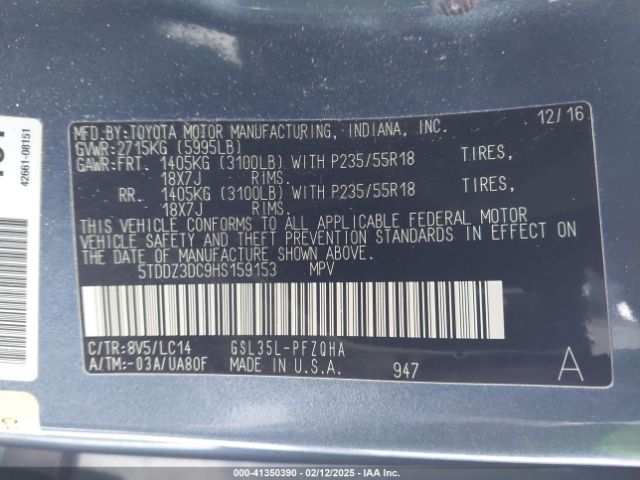 MFD.BY:TOYOTA MOTOR MANUFACTURING, INDIANA, INC. 12/16
GVWR:2715KG (5995LB)
GAWR:FRT. 1405KG (3100LB) WITH P235/55R18 TIRES,
18X7J RIMS.
RR. 1405KG (3100LB) WITH P235/55R18 TIRES,
18X7J RIMS.
THIS VEHICLE CONFORMS TO ALL APPLICABLE FEDERAL MOTOR
VEHICLE SAFETY AND THEFT PREVENTION STANDARDS IN EFFECT ON
THE DATE OF MANUFACTURE SHOWN ABOVE.
5TDDZ3DC9HS159153 MPV
C/TR:8V5/LC14 GSL35L-PFZQHA
A/TM:-03A/UA80F MADE IN U.S.A. 947 A
42661-08151
000-41350390 - 02/12/2025 - IAA Inc.